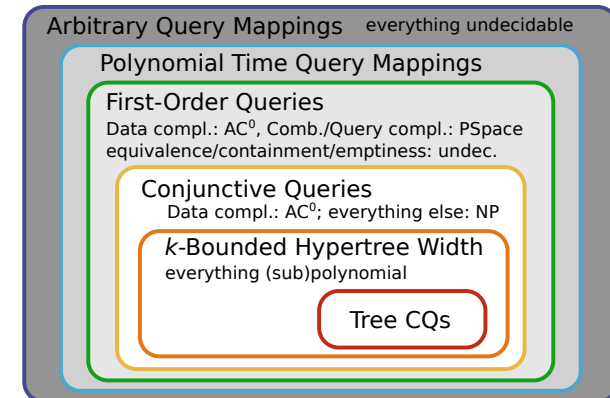 Arbitrary Query Mappings everything undecidable
Polynomial Time Query Mappings
First-Order Queries
Data compl.: AC⁰, Comb./Query compl.: PSpace
equivalence/containment/emptiness: undec.
Conjunctive Queries
Data compl.: AC⁰; everything else: NP
k-Bounded Hypertree Width
everything (sub)polynomial
Tree CQs